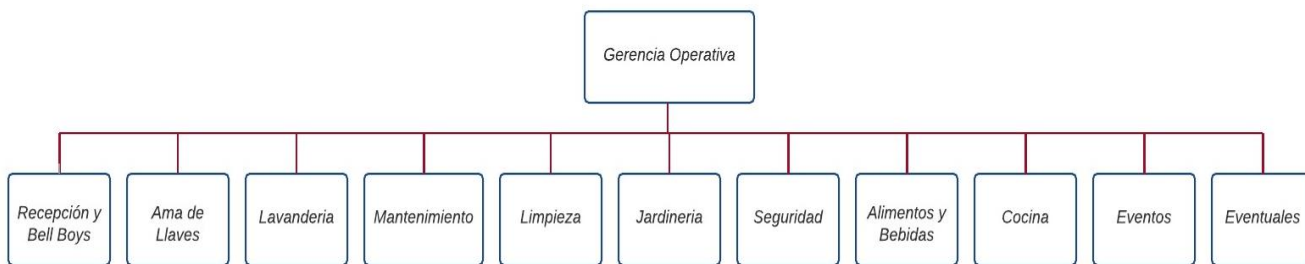 Gerencia Operativa
Recepción y
Bell Boys
Ama de
Llaves
Lavanderia
Mantenimiento
Limpieza
Jardineria
Seguridad
Alimentos y
Bebidas
Cocina
Eventos
Eventuales